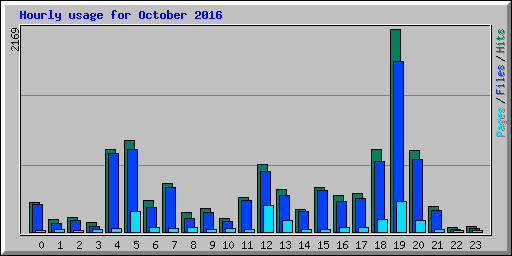 Hourly usage for October 2016
2169
Pages/Files/Hits
0 1 2 3 4 5 6 7 8 9 10 11 12 13 14 15 16 17 18 19 20 21 22 23